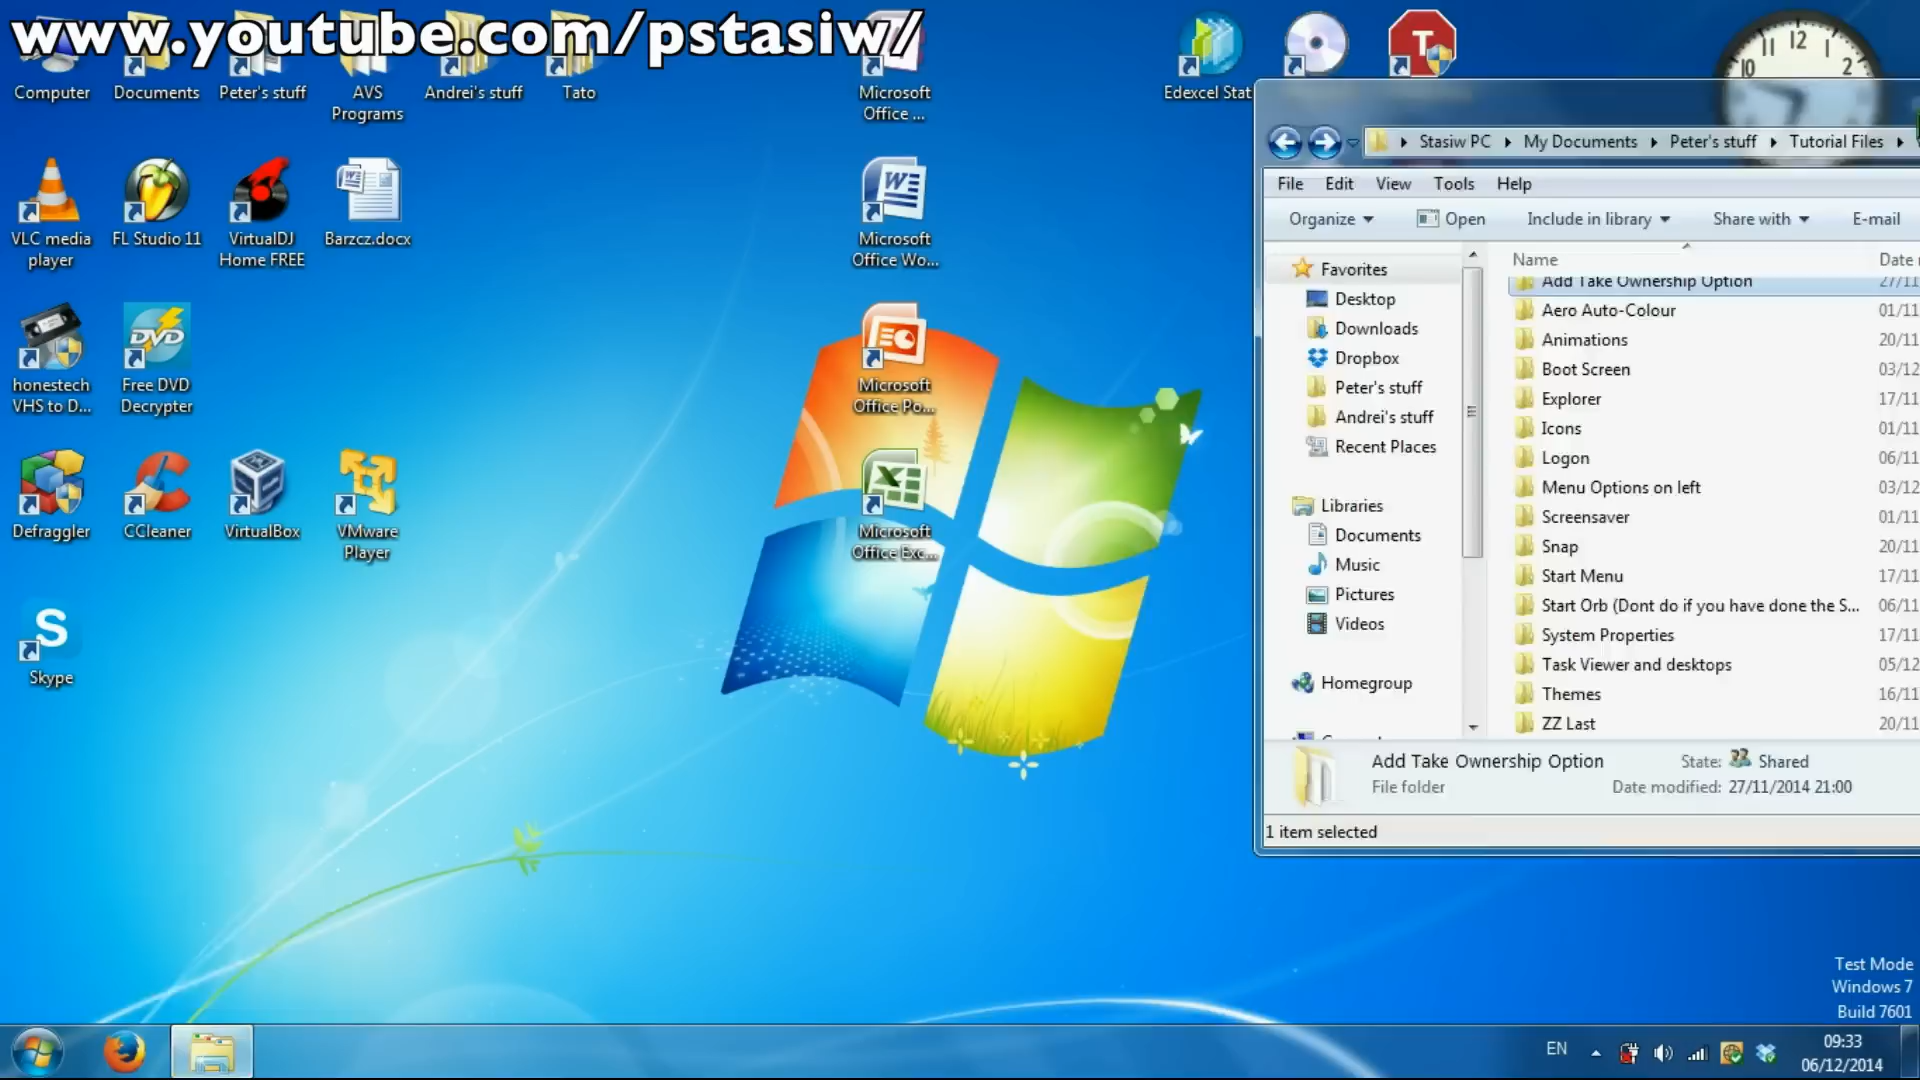 www.youtube.com/pstasiw/
Computer
Documents
Peter's stuff
AVS
Programs
Andrei's stuff
Tato
Microsoft
Office ...
Edexcel Stat
T
10
11
12
1
2
VLC media
player
FL Studio 11
VirtualDJ
Home FREE
Barzcz.docx
Microsoft
Office Wo...
honestech
VHS to D...
DVD
Free DVD
Decrypter
Microsoft
Office Po...
Defraggler
CCleaner
VirtualBox
VMware
Player
Microsoft
Office Exc...
S
Skype
Stasiw PC
My Documents
Peter's stuff
Tutorial Files
File Edit View Tools Help
Organize Open Include in library Share with E-mail
Favorites
Desktop
Downloads
Dropbox
Peter's stuff
Andrei's stuff
Recent Places
Libraries
Documents
Music
Pictures
Videos
Homegroup
Name Date
Add Take Ownership Option 27/11
Aero Auto-Colour 01/11
Animations 20/11
Boot Screen 03/12
Explorer 17/11
Icons 01/11
Logon 06/11
Menu Options on left 03/12
Screensaver 01/11
Snap 20/11
Start Menu 17/11
Start Orb (Dont do if you have done the S... 06/11
System Properties 17/11
Task Viewer and desktops 05/12
Themes 16/11
ZZ Last 20/11
Add Take Ownership Option State: Shared
File folder Date modified: 27/11/2014 21:00
1 item selected
Test Mode
Windows 7
Build 7601
EN
09:33
06/12/2014